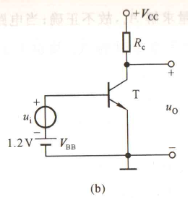 +V_CC
R_c
+
T
+
u_i
u_O
−
1.2 V
V_BB
−
(b)